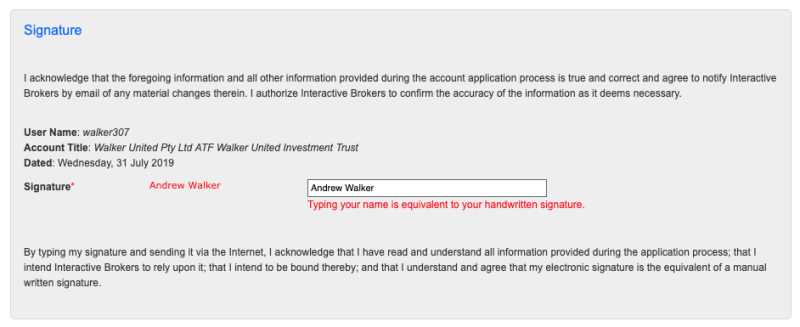 Signature
I acknowledge that the foregoing information and all other information provided during the account application process is true and correct and agree to notify Interactive
Brokers by email of any material changes therein. I authorize Interactive Brokers to confirm the accuracy of the information as it deems necessary.
User Name: walker307
Account Title: Walker United Pty Ltd ATF Walker United Investment Trust
Dated: Wednesday, 31 July 2019
Signature* Andrew Walker Andrew Walker
Typing your name is equivalent to your handwritten signature.
By typing my signature and sending it via the Internet, I acknowledge that I have read and understand all information provided during the application process; that I
intend Interactive Brokers to rely upon it; that I intend to be bound thereby; and that I understand and agree that my electronic signature is the equivalent of a manual
written signature.